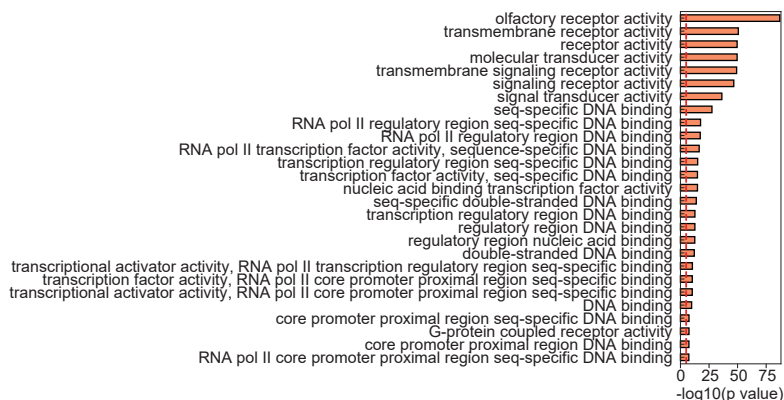 olfactory receptor activity
transmembrane receptor activity
receptor activity
molecular transducer activity
transmembrane signaling receptor activity
signaling receptor activity
signal transducer activity
seq-specific DNA binding
RNA pol II regulatory region seq-specific DNA binding
RNA pol II regulatory region DNA binding
RNA pol II transcription factor activity, sequence-specific DNA binding
transcription regulatory region seq-specific DNA binding
transcription factor activity, seq-specific DNA binding
nucleic acid binding transcription factor activity
seq-specific double-stranded DNA binding
transcription regulatory region DNA binding
regulatory region DNA binding
regulatory region nucleic acid binding
double-stranded DNA binding
transcriptional activator activity, RNA pol II transcription regulatory region seq-specific binding
transcription factor activity, RNA pol II core promoter proximal region seq-specific binding
transcriptional activator activity, RNA pol II core promoter proximal region seq-specific binding
DNA binding
core promoter proximal region seq-specific DNA binding
G-protein coupled receptor activity
core promoter proximal region DNA binding
RNA pol II core promoter proximal region seq-specific DNA binding
0 25 50 75
-log10(p value)